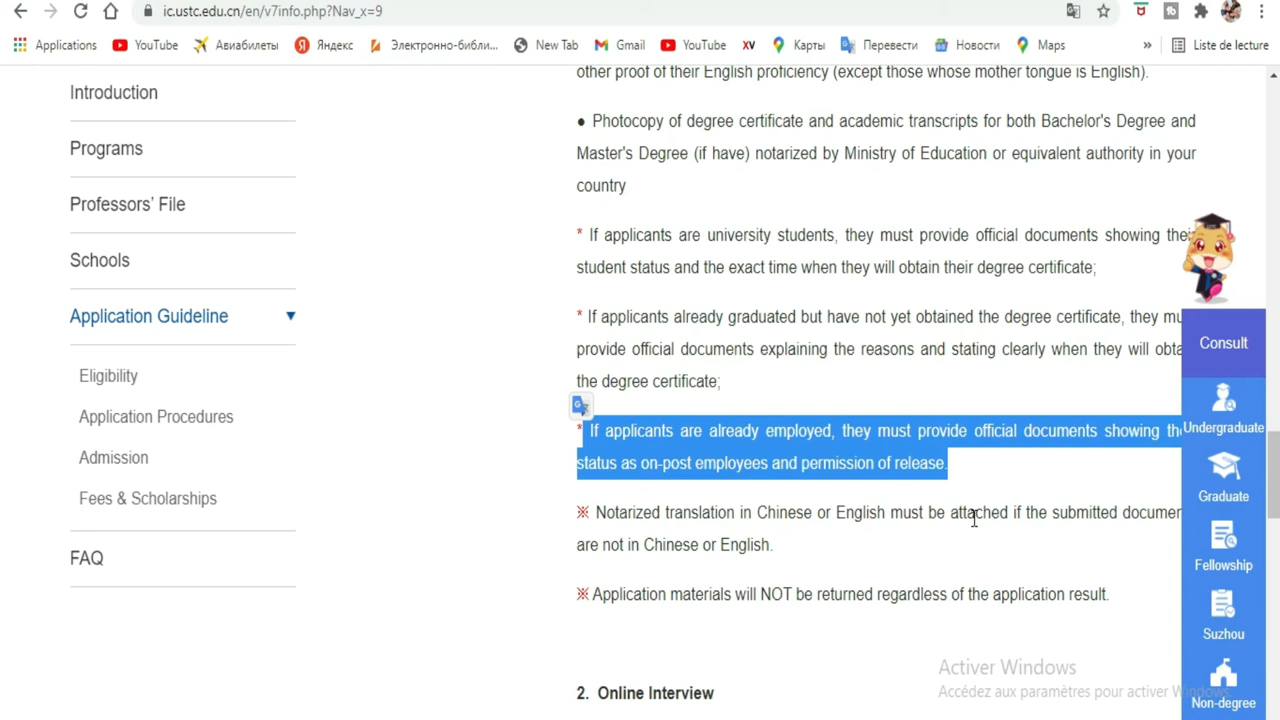 ic.ustc.edu.cn/en/v7info.php?Nav_x=9
Applications YouTube Авиабилеты Яндекс Электронно-библи... New Tab Gmail YouTube XV Карты Перевести Новости Maps » Liste de lecture
Introduction
Programs
Professors' File
Schools
Application Guideline
Eligibility
Application Procedures
Admission
Fees & Scholarships
FAQ
other proof of their English proficiency (except those whose mother tongue is English).
● Photocopy of degree certificate and academic transcripts for both Bachelor's Degree and
Master's Degree (if have) notarized by Ministry of Education or equivalent authority in your
country
* If applicants are university students, they must provide official documents showing their
student status and the exact time when they will obtain their degree certificate;
* If applicants already graduated but have not yet obtained the degree certificate, they mu
provide official documents explaining the reasons and stating clearly when they will obta
the degree certificate;
* If applicants are already employed, they must provide official documents showing the
status as on-post employees and permission of release.
※ Notarized translation in Chinese or English must be attached if the submitted documen
are not in Chinese or English.
※ Application materials will NOT be returned regardless of the application result.
2. Online Interview
Consult
Undergraduate
Graduate
Fellowship
Suzhou
Non-degree
Activer Windows
Accédez aux paramètres pour activer Windows.